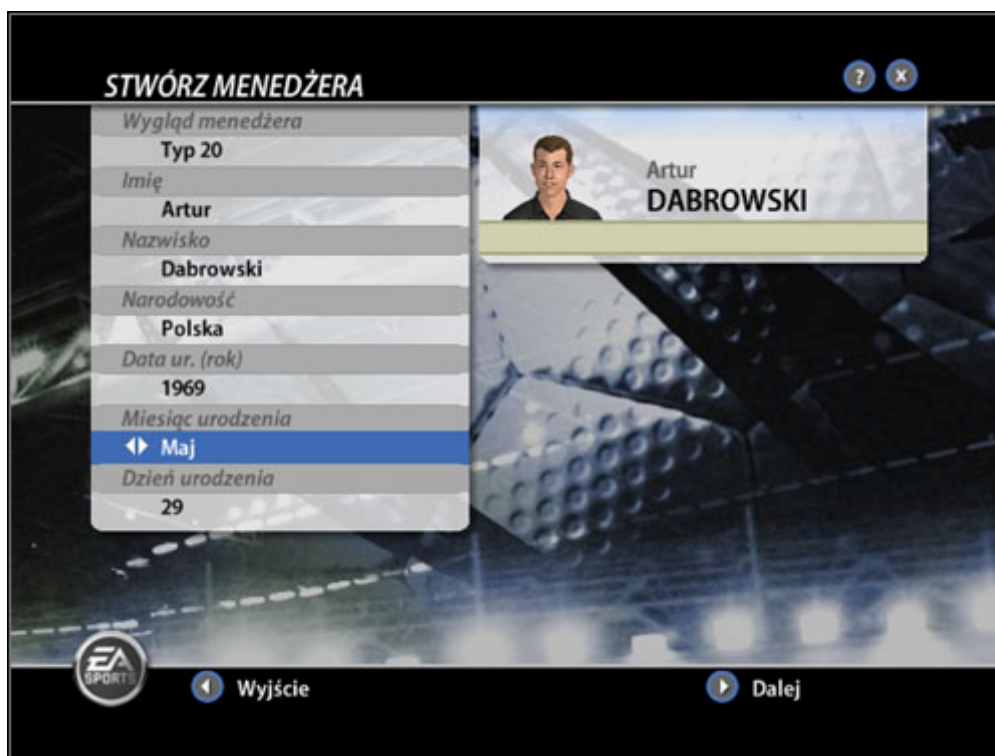 STWÓRZ MENEDŻERA
? X
Wygląd menedżera
Typ 20
Imię
Artur
Nazwisko
Dabrowski
Narodowość
Polska
Data ur. (rok)
1969
Miesiąc urodzenia
Maj
Dzień urodzenia
29
Artur
DABROWSKI
EA
SPORTS
Wyjście
Dalej